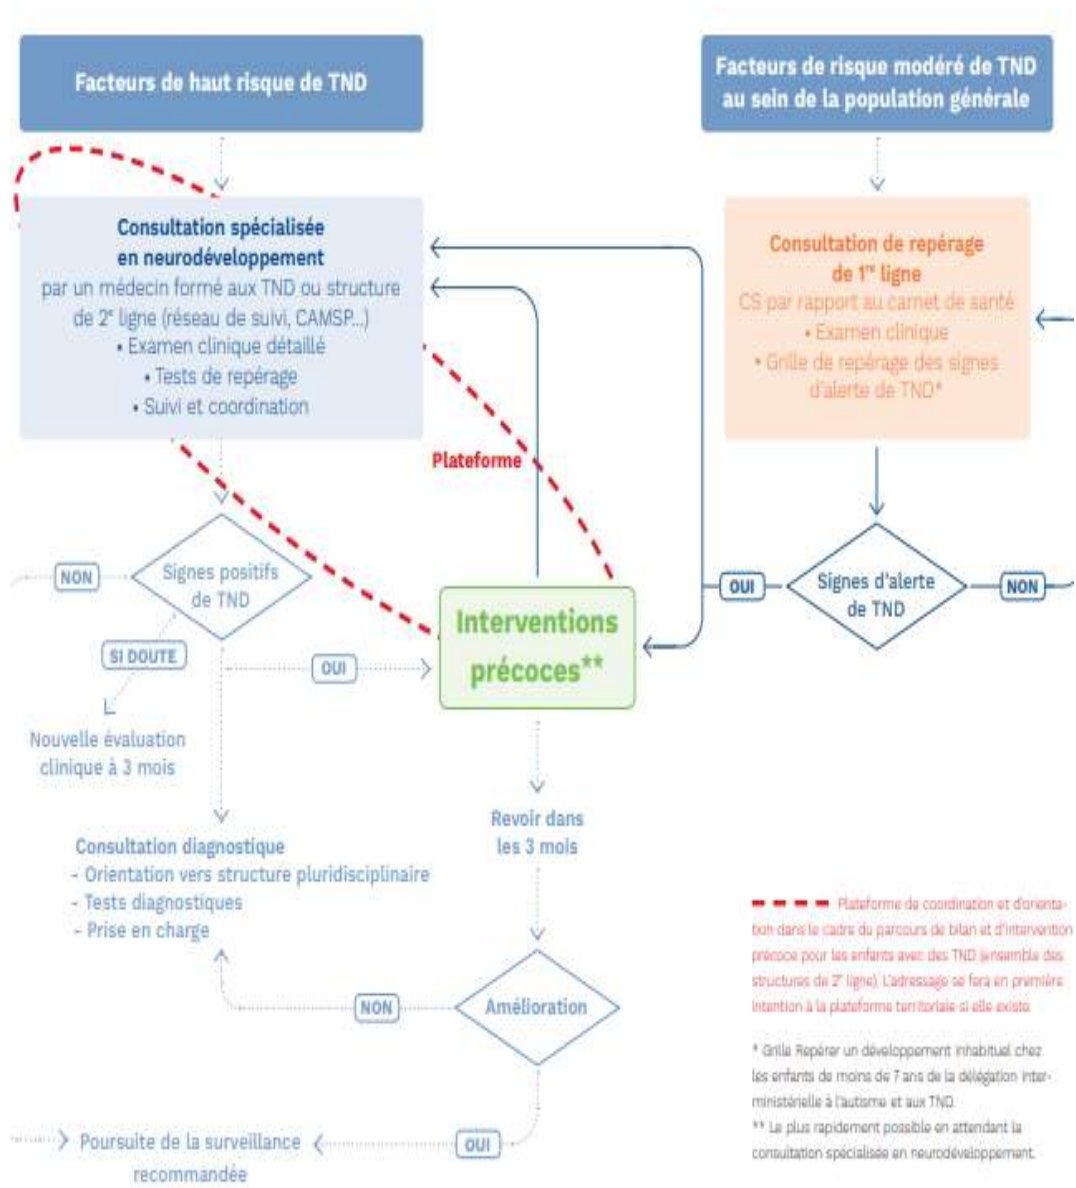 Facteurs de haut risque de TND
Facteurs de risque modéré de TND
au sein de la population générale
Consultation spécialisée
en neurodéveloppement
par un médecin formé aux TND ou structure
de 2e ligne (réseau de suivi, CAMSP...)
• Examen clinique détaillé
• Tests de repérage
• Suivi et coordination
Consultation de repérage
de 1re ligne
CS par rapport au carnet de santé
• Examen clinique
• Grille de repérage des signes
d'alerte de TND*
Plateforme
Signes positifs
de TND
NON
SI DOUTE
OUI
Nouvelle évaluation
clinique à 3 mois
Interventions
précoces**
OUI
Signes d'alerte
de TND
NON
Consultation diagnostique
- Orientation vers structure pluridisciplinaire
- Tests diagnostiques
- Prise en charge
Revoir dans
les 3 mois
NON
Amélioration
OUI
Poursuite de la surveillance
recommandée
Plateforme de coordination et d'orienta-
tion dans le cadre du parcours de bilan et d'intervention
précoce pour les enfants avec des TND (ensemble des
structures de 2e ligne). L'adressage se fera en première
intention à la plateforme territoriale si elle existe.
* Grille Repérer un développement inhabituel chez
les enfants de moins de 7 ans de la délégation inter-
ministérielle à l'autisme et aux TND
** Le plus rapidement possible en attendant la
consultation spécialisée en neurodéveloppement.